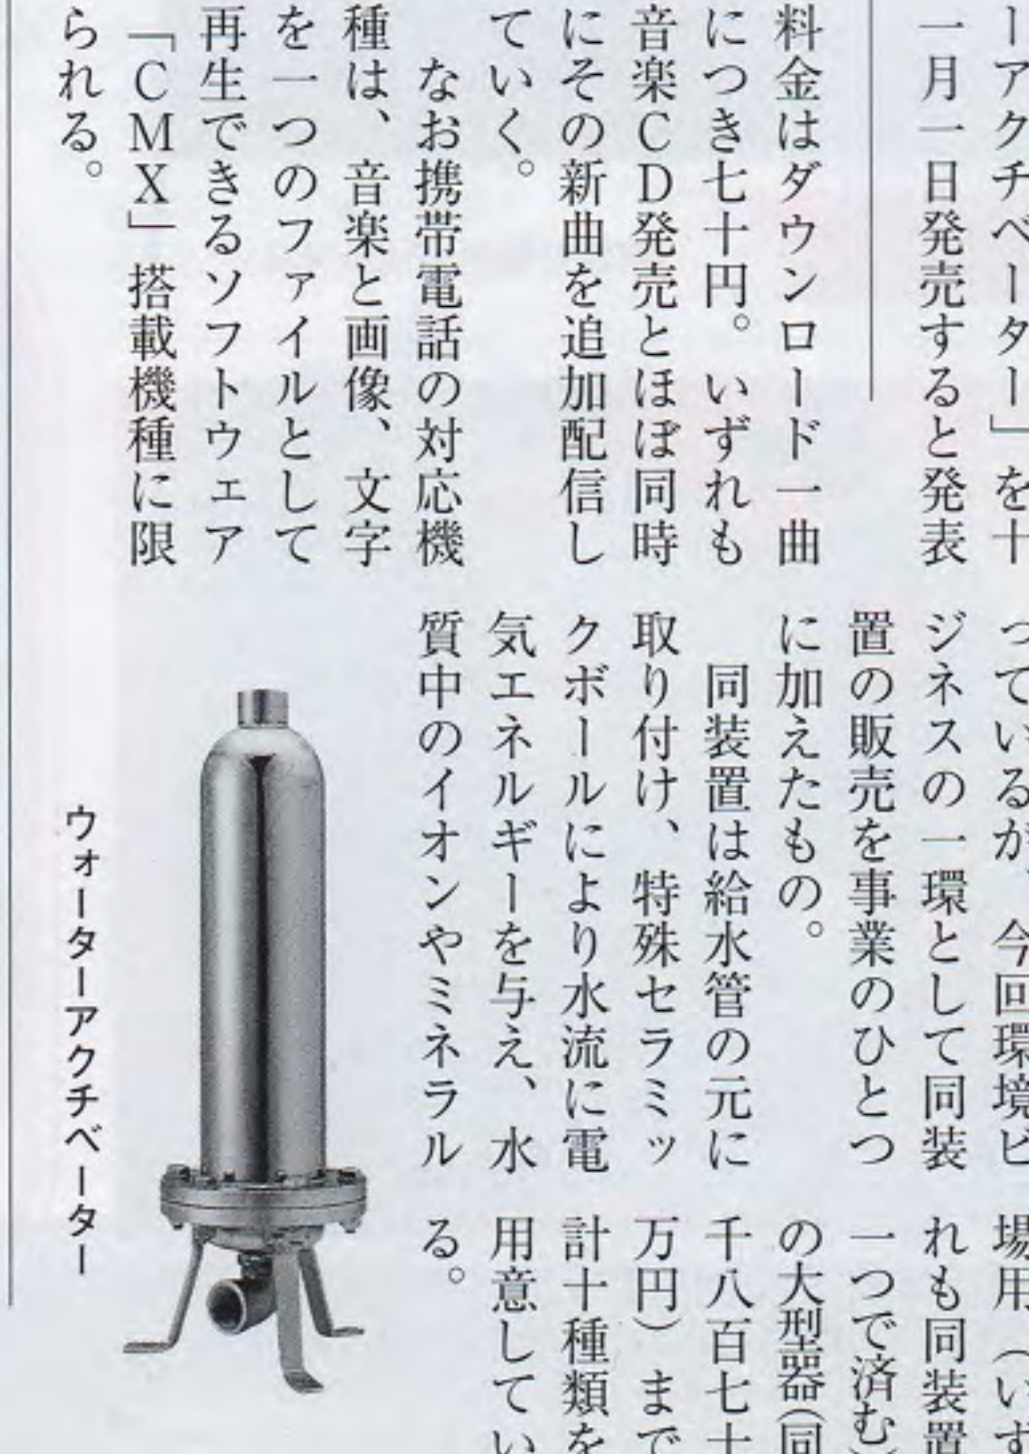 ーアクチベーター」を十
一月一日発売すると発表
料金はダウンロード一曲
につき七十円。いずれも
音楽ＣＤ発売とほぼ同時
にその新曲を追加配信し
ていく。
なお携帯電話の対応機
種は、音楽と画像、文字
を一つのファイルとして
再生できるソフトウェア
「ＣＭＸ」搭載機種に限
られる。
っているが、今回環境ビ
ジネスの一環として同装
置の販売を事業のひとつ
に加えたもの。
同装置は給水管の元に
取り付け、特殊セラミッ
クボールにより水流に電
気エネルギーを与え、水
質中のイオンやミネラル
場用（いず
れも同装置
一つで済む
の大型器（同
千八百七十
万円）まで
計十種類を
用意してい
る。
ウォーターアクチベーター